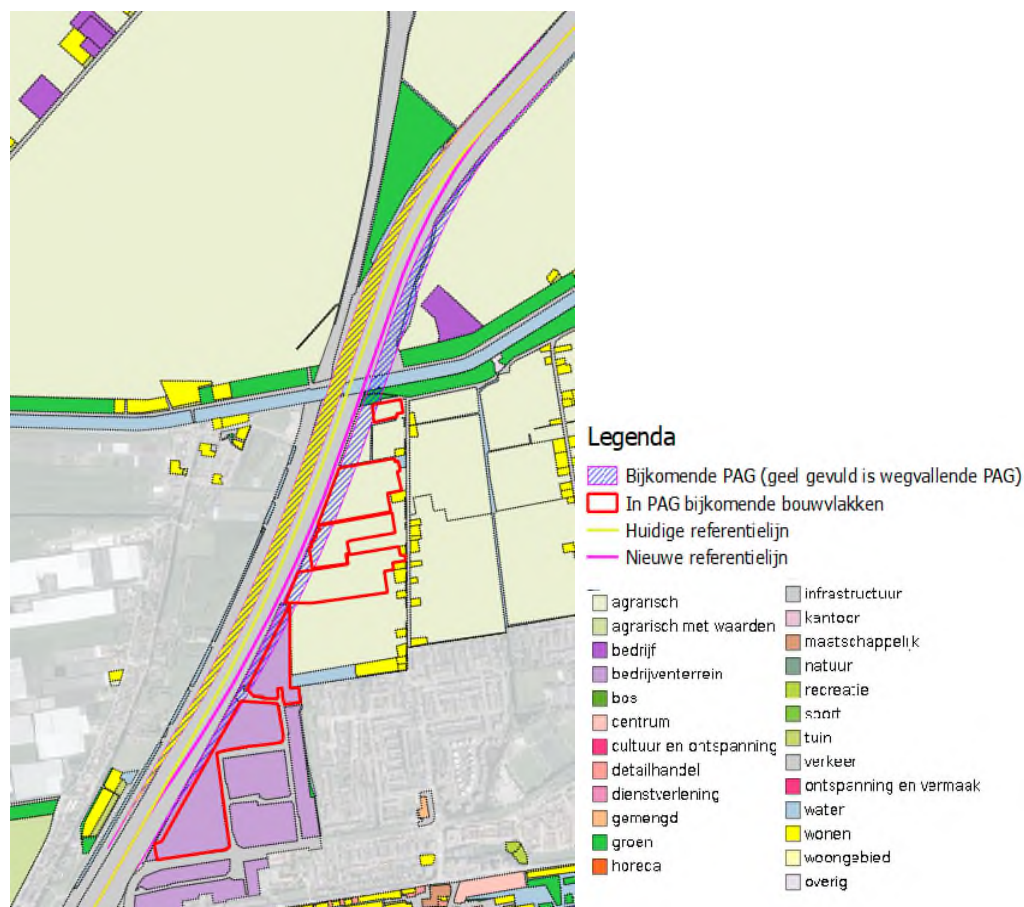 Legenda
Bijkomende PAG (geel gevuld is wegvallende PAG)
In PAG bijkomende bouwvlakken
Huidige referentielijn
Nieuwe referentielijn
agrarisch
agrarisch met waarden
bedrijf
bedrijventerrein
bos
centrum
cultuur en ontspanning
detailhandel
dienstverlening
gemengd
groen
horeca
infrastructuur
kantoor
maatschappelijk
natuur
recreatie
sport
tuin
verkeer
ontspanning en vermaak
water
wonen
woongebied
overig